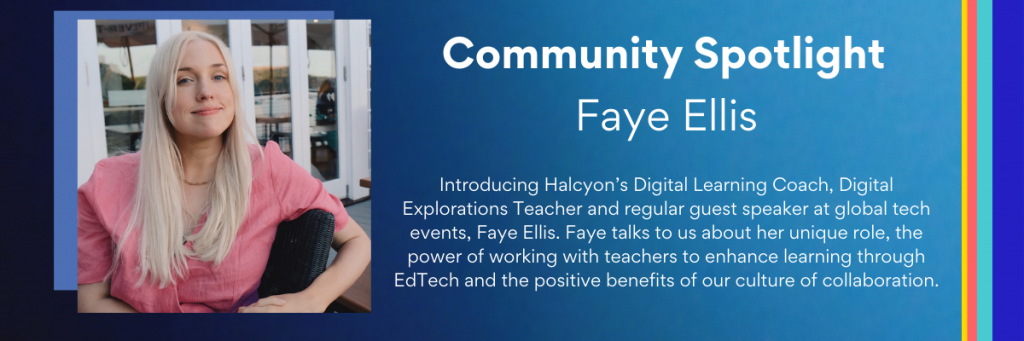 Community Spotlight
Faye Ellis
Introducing Halcyon’s Digital Learning Coach, Digital
Explorations Teacher and regular guest speaker at global tech
events, Faye Ellis. Faye talks to us about her unique role, the
power of working with teachers to enhance learning through
EdTech and the positive benefits of our culture of collaboration.